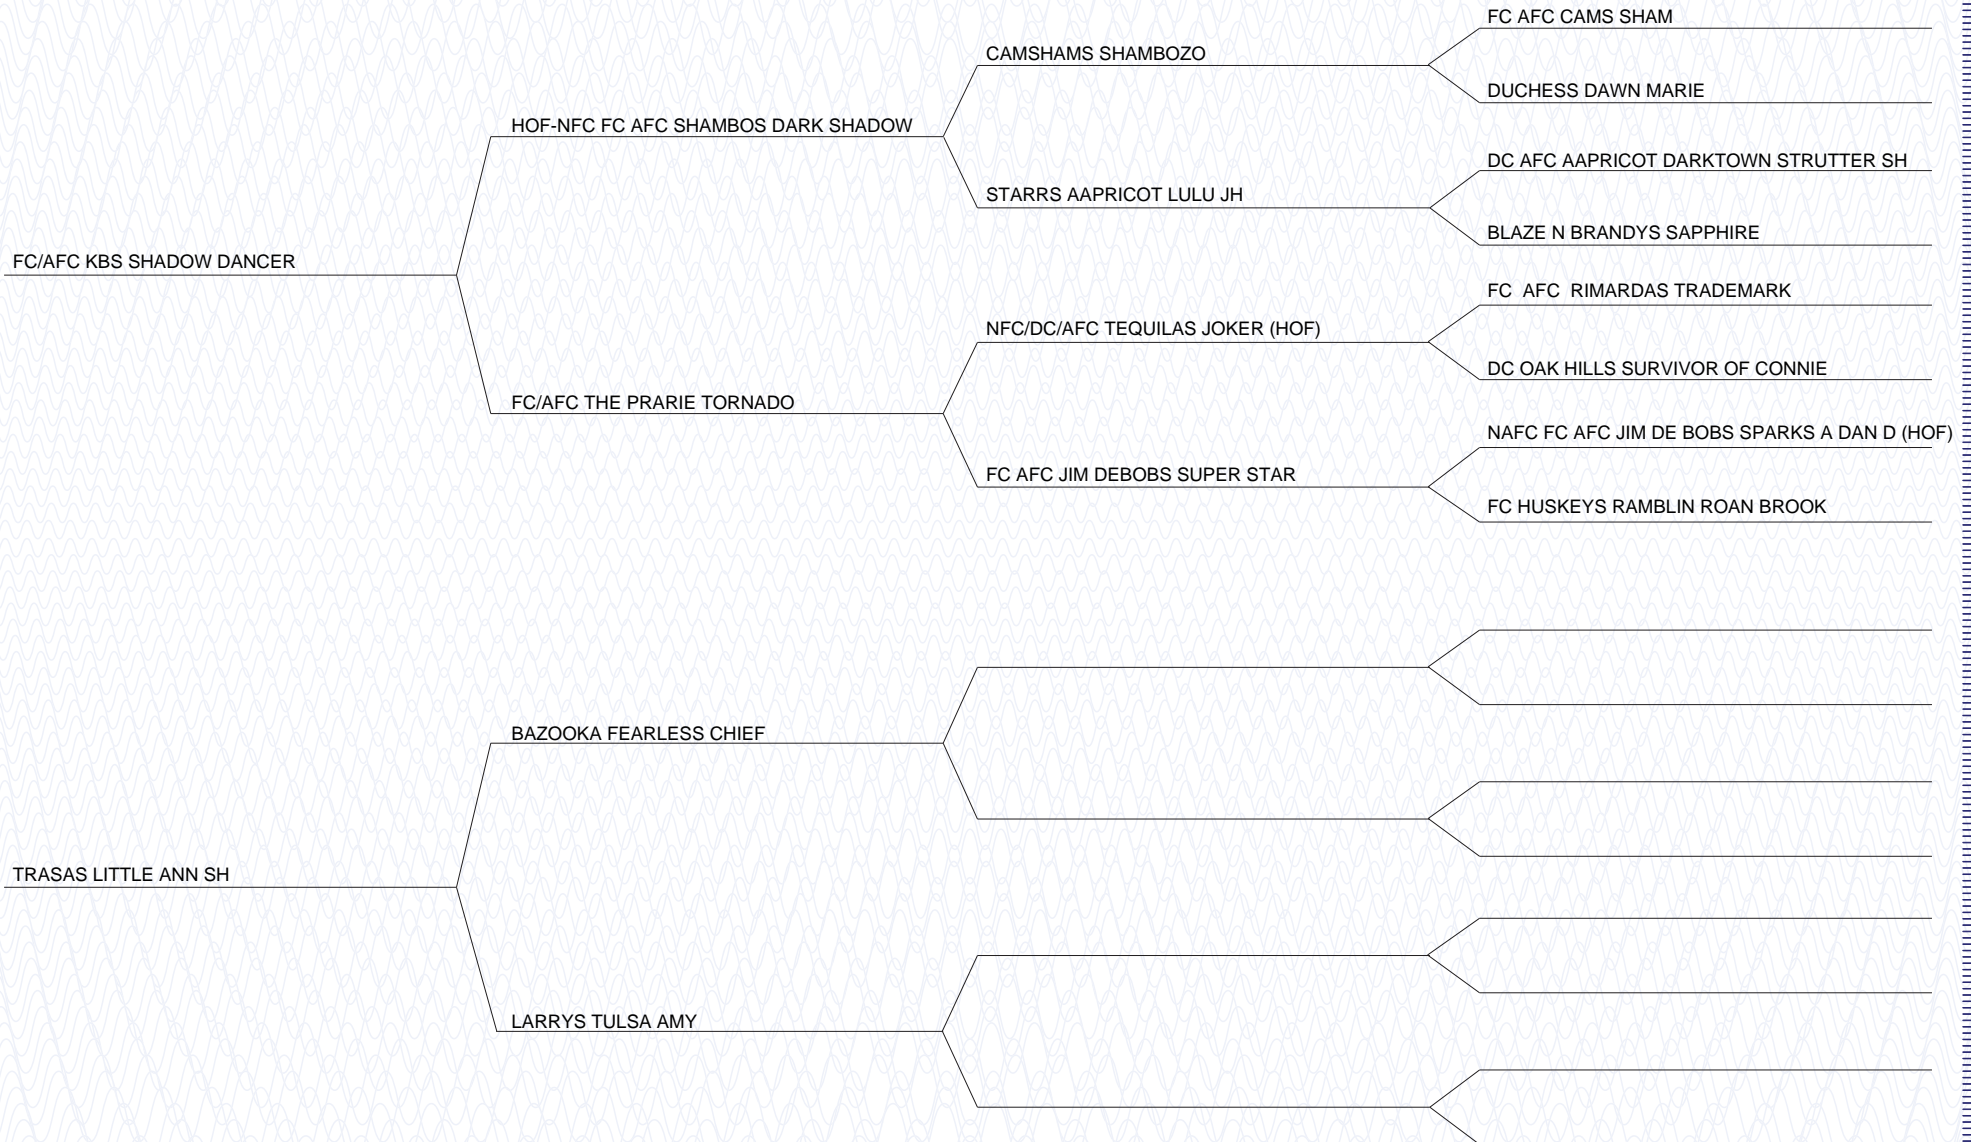 FC AFC CAMS SHAM
CAMSHAMS SHAMBOZO
DUCHESS DAWN MARIE
HOF-NFC FC AFC SHAMBOS DARK SHADOW
DC AFC AAPRICOT DARKTOWN STRUTTER SH
STARRS AAPRICOT LULU JH
BLAZE N BRANDYS SAPPHIRE
FC/AFC KBS SHADOW DANCER
FC  AFC  RIMARDAS TRADEMARK
NFC/DC/AFC TEQUILAS JOKER (HOF)
DC OAK HILLS SURVIVOR OF CONNIE
FC/AFC THE PRARIE TORNADO
NAFC FC AFC JIM DE BOBS SPARKS A DAN D (HOF)
FC AFC JIM DEBOBS SUPER STAR
FC HUSKEYS RAMBLIN ROAN BROOK
BAZOOKA FEARLESS CHIEF
TRASAS LITTLE ANN SH
LARRYS TULSA AMY